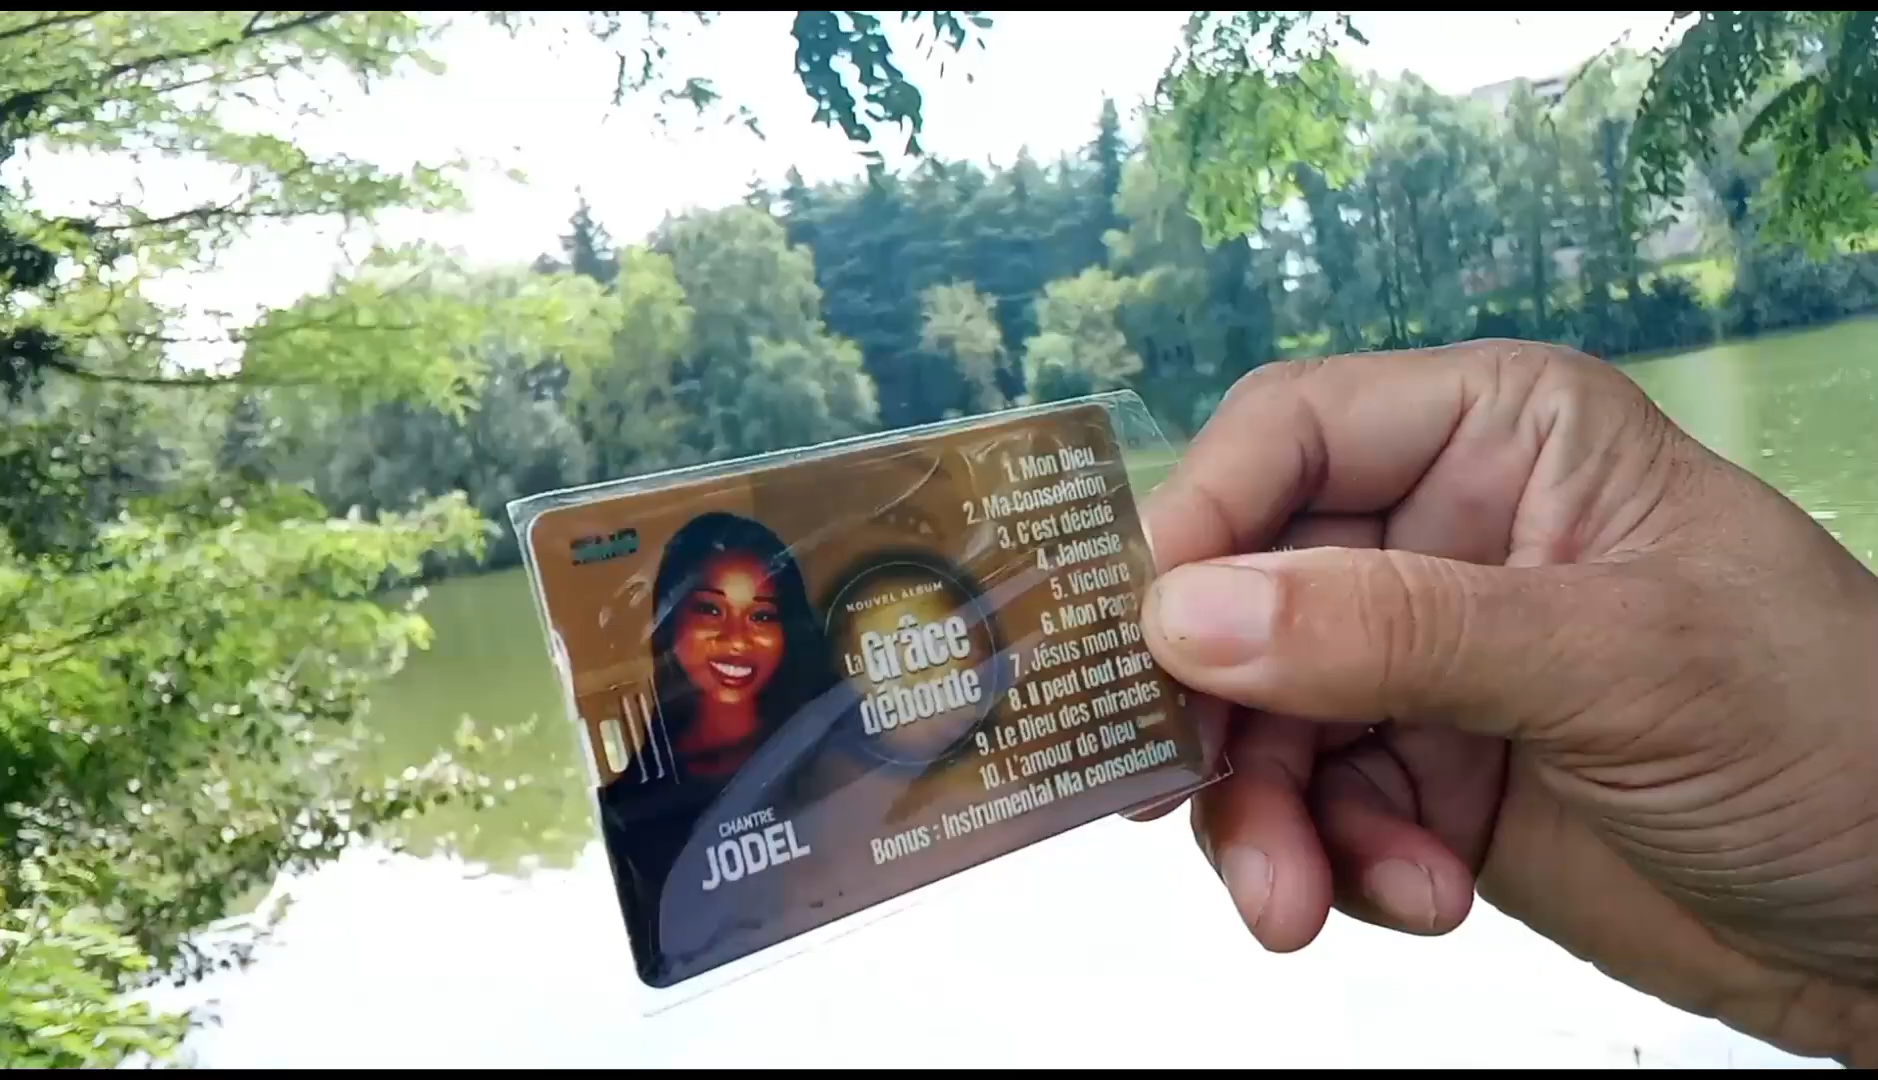 NOUVEL ALBUM
La Grâce
déborde
CHANTRE
JODEL
1. Mon Dieu
2. Ma Consolation
3. C'est décidé
4. Jalousie
5. Victoire
6. Mon Papa
7. Jésus mon Ro
8. Il peut tout faire
9. Le Dieu des miracles
10. L'amour de Dieu
Bonus : Instrumental Ma consolation